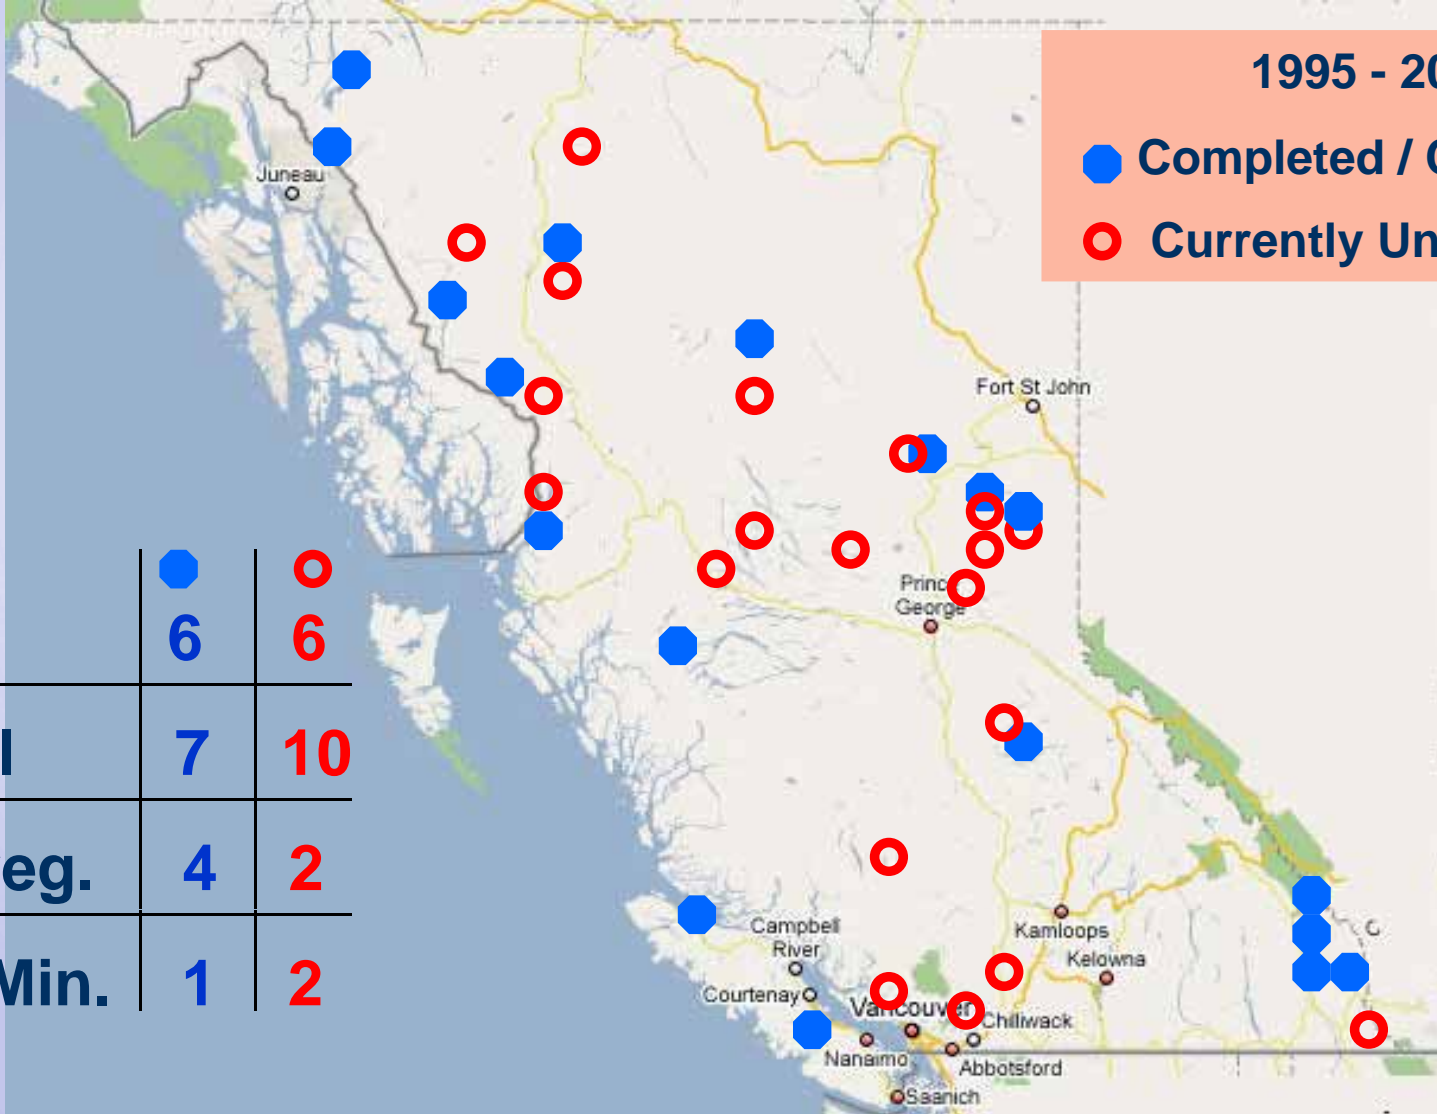 1995 - 20
Completed / C
Currently Un
Juneau
Fort St John
Prince
George
6 6
l 7 10
eg. 4 2
Min. 1 2
Campbell
River
Kamloops
Kelowna
Courtenay
Vancouver
Chilliwack
Nanaimo
Abbotsford
Saanich